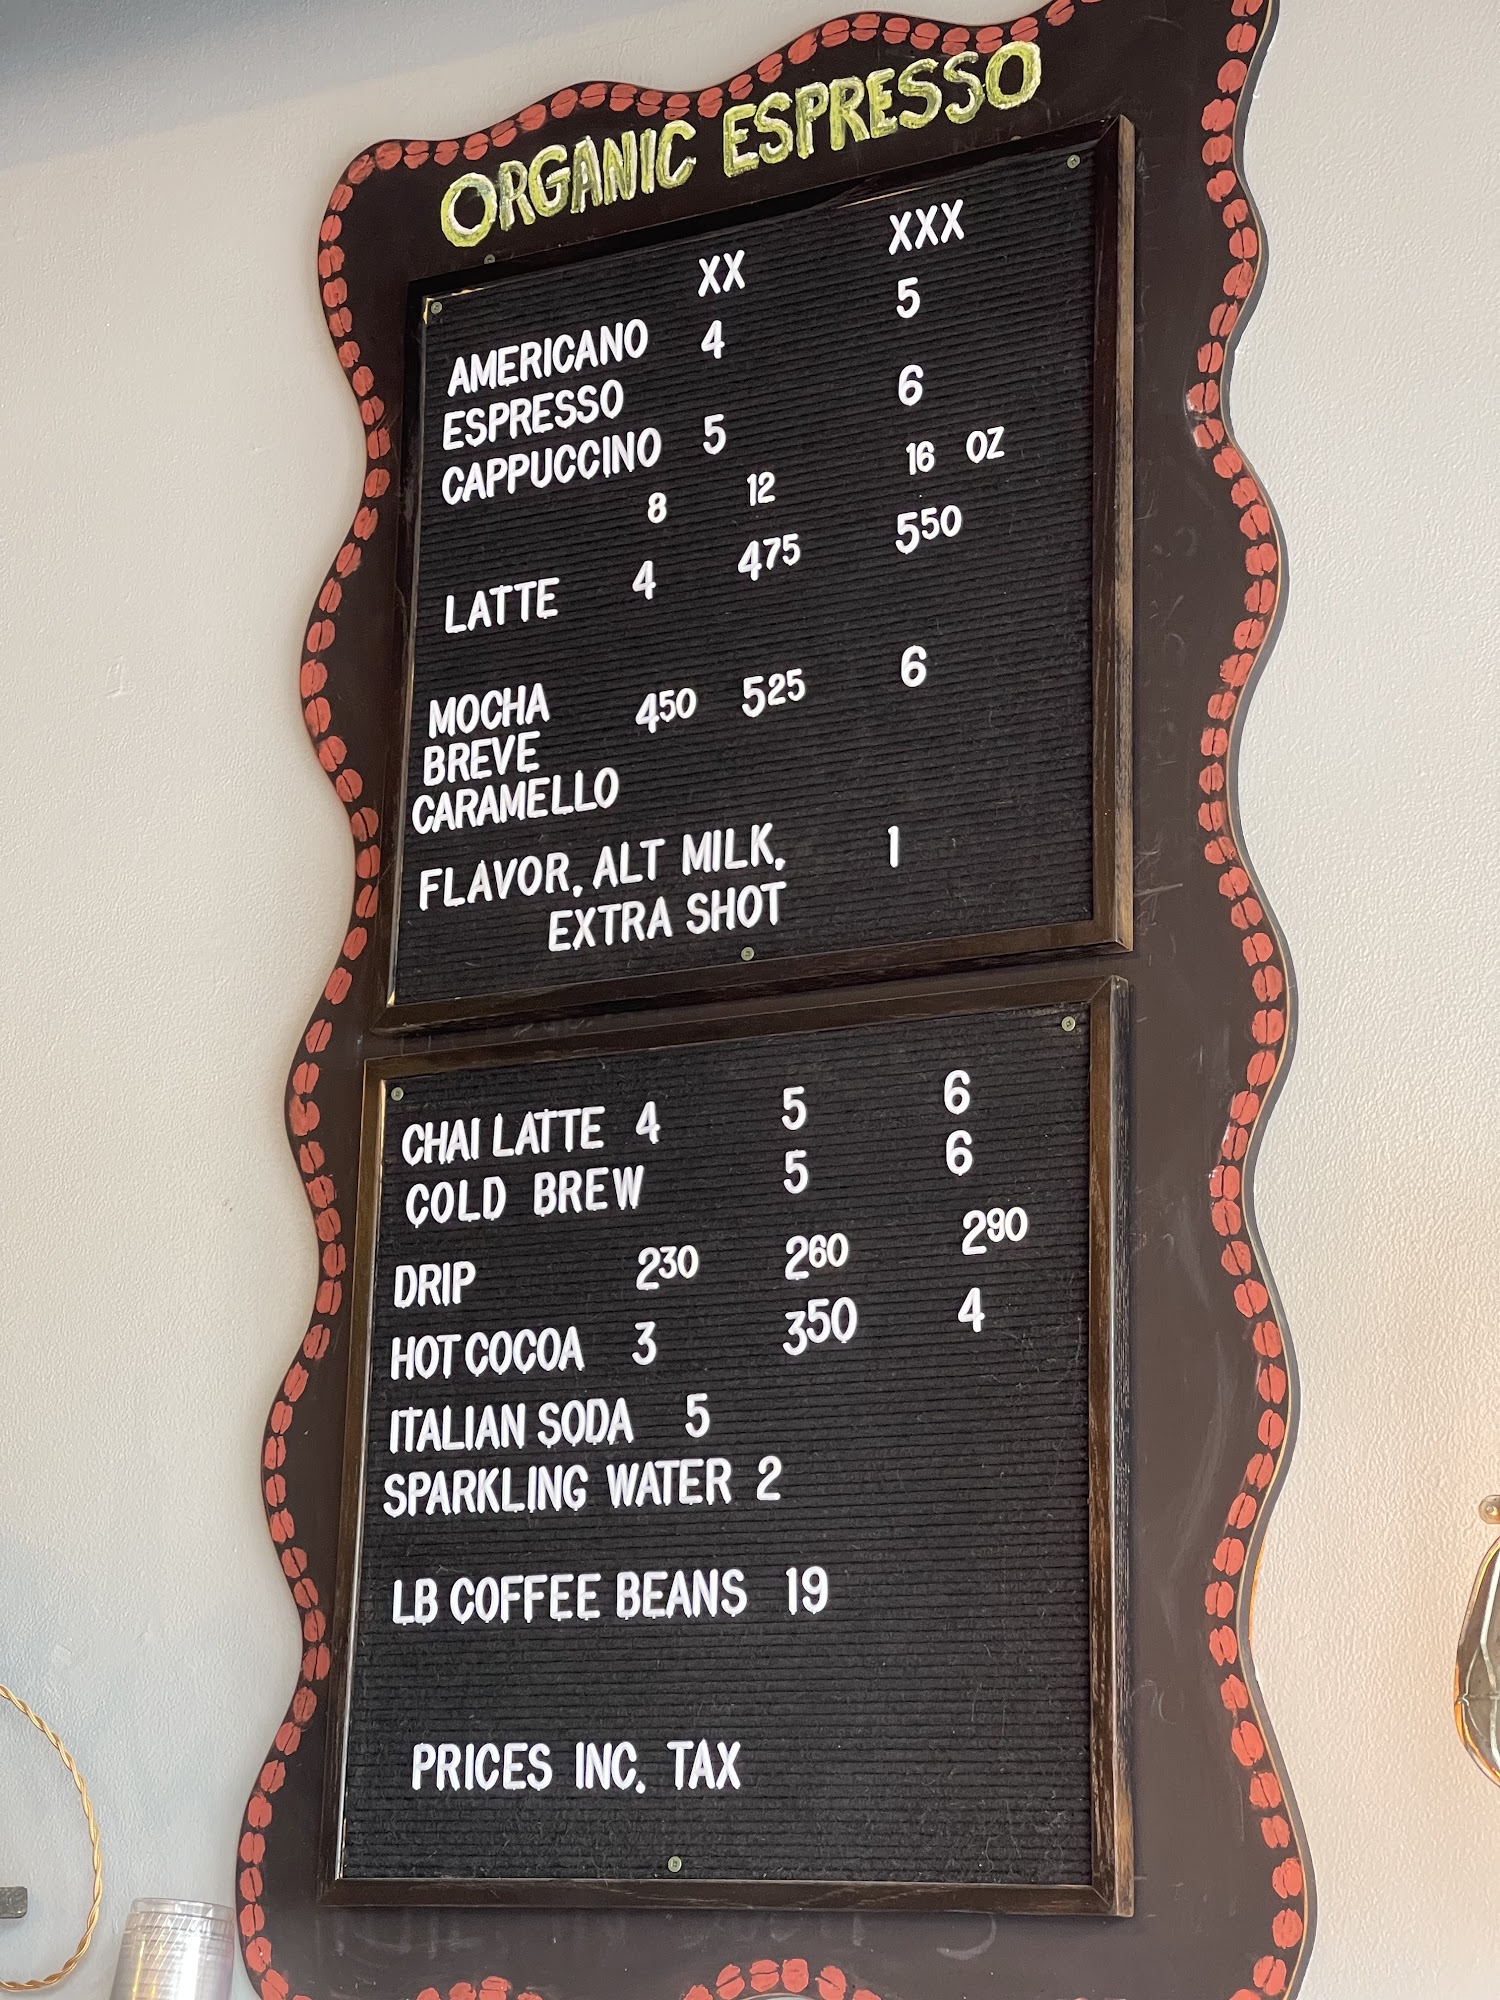 ORGANIC ESPRESSO
XX XXX
AMERICANO 4 5
ESPRESSO
CAPPUCCINO 5 6
8 12 16 OZ
LATTE 4 475 550
MOCHA 450 525 6
BREVE
CARAMELLO
FLAVOR, ALT MILK, 1
EXTRA SHOT
CHAI LATTE 4 5 6
COLD BREW 5 6
DRIP 230 260 290
HOT COCOA 3 350 4
ITALIAN SODA 5
SPARKLING WATER 2
LB COFFEE BEANS 19
PRICES INC. TAX